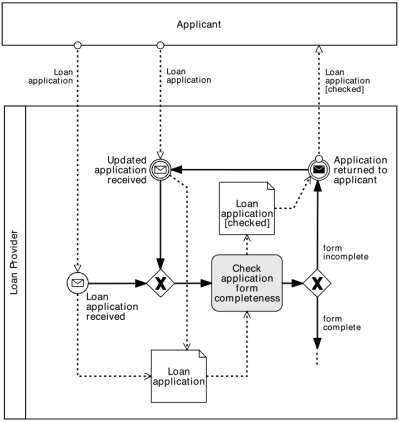 Applicant
Loan
application
Loan
application
Loan
application
[checked]
Loan Provider
Updated
application
received
Application
returned to
applicant
Loan
application
[checked]
form
incomplete
X
Check
application
form
completeness
X
Loan
application
received
form
complete
Loan
application